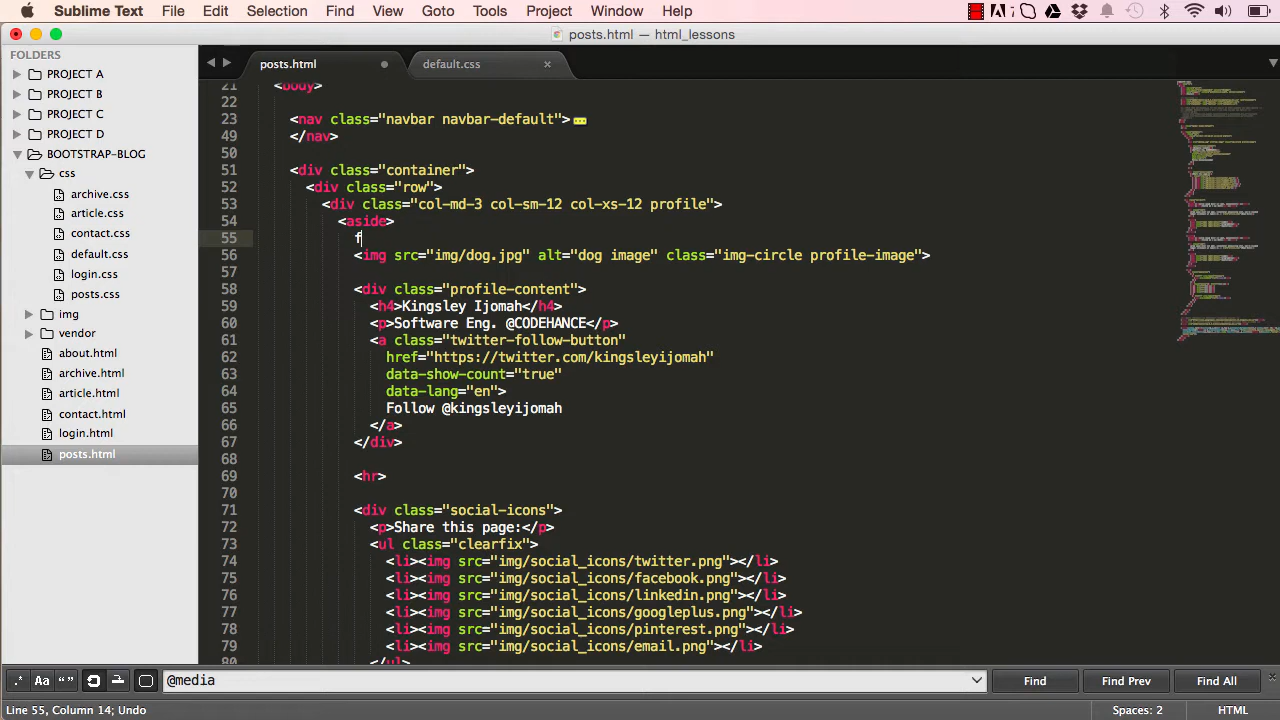 Sublime Text File Edit Selection Find View Goto Tools Project Window Help 7
posts.html — html_lessons
FOLDERS
PROJECT A
PROJECT B
PROJECT C
PROJECT D
BOOTSTRAP-BLOG
css
archive.css
article.css
contact.css
default.css
login.css
posts.css
img
vendor
about.html
archive.html
article.html
contact.html
login.html
posts.html
posts.html default.css ×
21 <body>
22
23 <nav class="navbar navbar-default">
49 </nav>
50
51 <div class="container">
52 <div class="row">
53 <div class="col-md-3 col-sm-12 col-xs-12 profile">
54 <aside>
55 f
56 <img src="img/dog.jpg" alt="dog image" class="img-circle profile-image">
57
58 <div class="profile-content">
59 <h4>Kingsley Ijomah</h4>
60 <p>Software Eng. @CODEHANCE</p>
61 <a class="twitter-follow-button"
62 href="https://twitter.com/kingsleyijomah"
63 data-show-count="true"
64 data-lang="en">
65 Follow @kingsleyijomah
66 </a>
67 </div>
68
69 <hr>
70
71 <div class="social-icons">
72 <p>Share this page:</p>
73 <ul class="clearfix">
74 <li><img src="img/social_icons/twitter.png"></li>
75 <li><img src="img/social_icons/facebook.png"></li>
76 <li><img src="img/social_icons/linkedin.png"></li>
77 <li><img src="img/social_icons/googleplus.png"></li>
78 <li><img src="img/social_icons/pinterest.png"></li>
79 <li><img src="img/social_icons/email.png"></li>
80 </ul>
.* Aa “” @media Find Find Prev Find All
Line 55, Column 14; Undo Spaces: 2 HTML